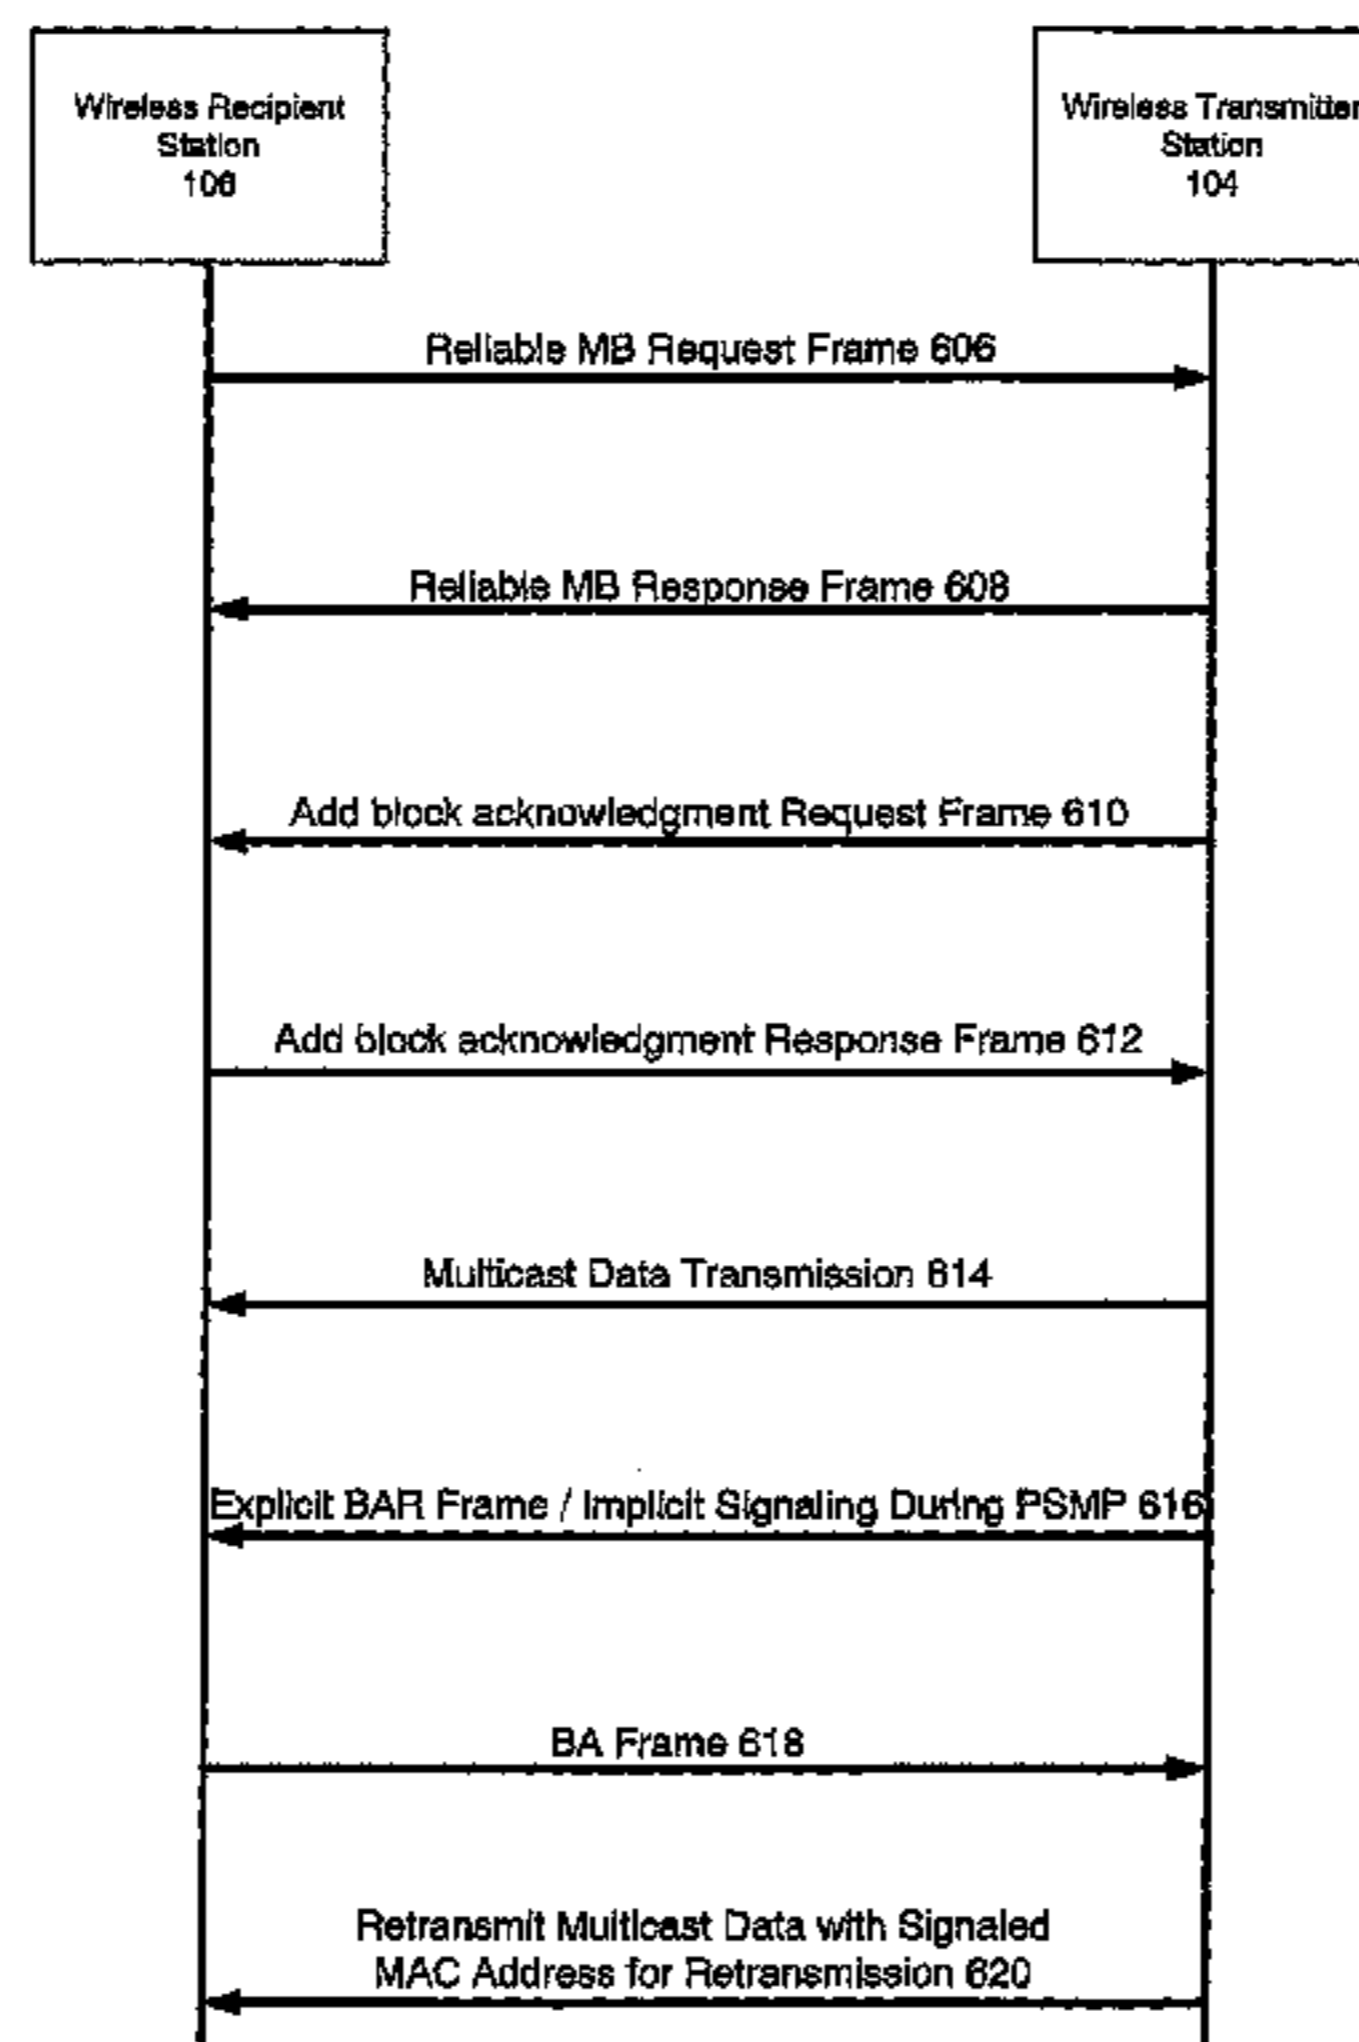 Wireless Recipient
Station
106
Wireless Transmitter
Station
104
Reliable MB Request Frame 606
Reliable MB Response Frame 608
Add block acknowledgment Request Frame 610
Add block acknowledgment Response Frame 612
Multicast Data Transmission 614
Explicit BAR Frame / Implicit Signaling During PSMP 616
BA Frame 618
Retransmit Multicast Data with Signaled
MAC Address for Retransmission 620